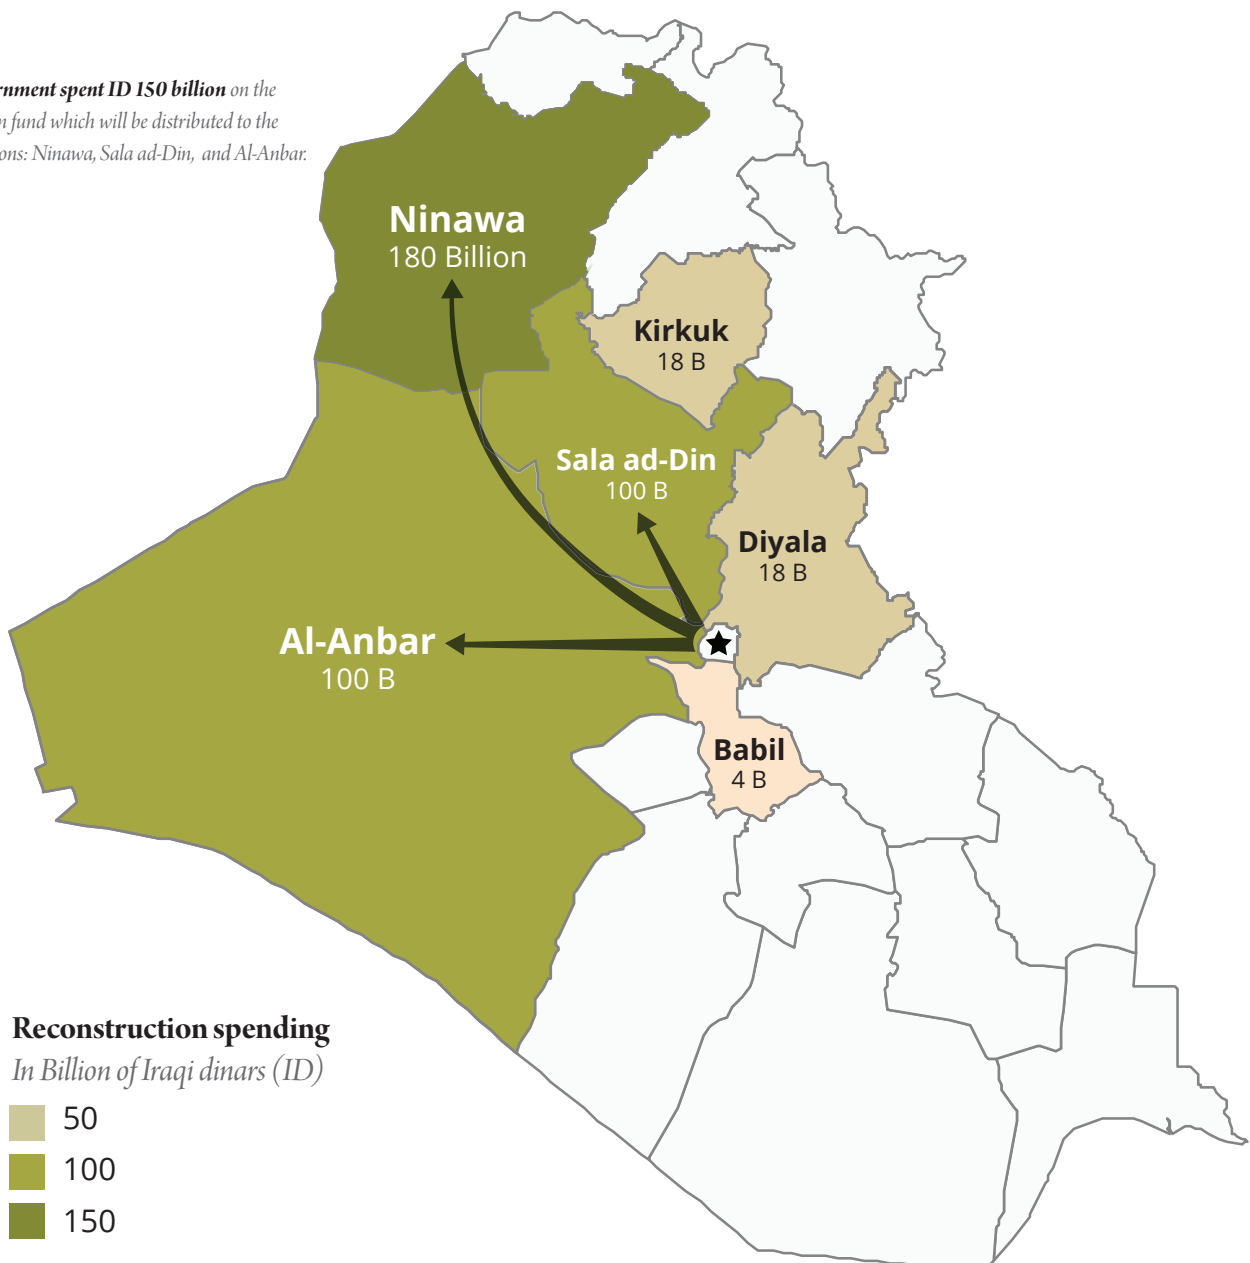 rnment spent ID 150 billion on the
n fund which will be distributed to the
ons: Ninawa, Sala ad-Din, and Al-Anbar.
Ninawa
180 Billion
Kirkuk
18 B
Sala ad-Din
100 B
Diyala
18 B
Al-Anbar
100 B
Babil
4 B
Reconstruction spending
In Billion of Iraqi dinars (ID)
50
100
150